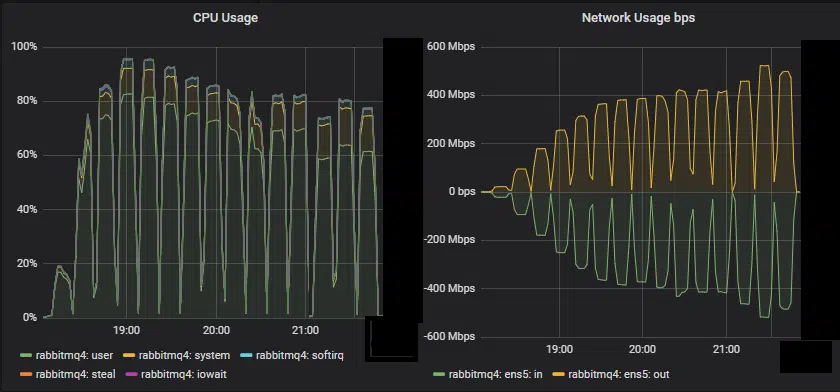 CPU Usage
100%
80%
60%
40%
20%
0%
19:00 20:00 21:00
rabbitmq4: user rabbitmq4: system rabbitmq4: softirq
rabbitmq4: steal rabbitmq4: iowait
Network Usage bps
600 Mbps
400 Mbps
200 Mbps
0 bps
-200 Mbps
-400 Mbps
-600 Mbps
19:00 20:00 21:00
rabbitmq4: ens5: in rabbitmq4: ens5: out